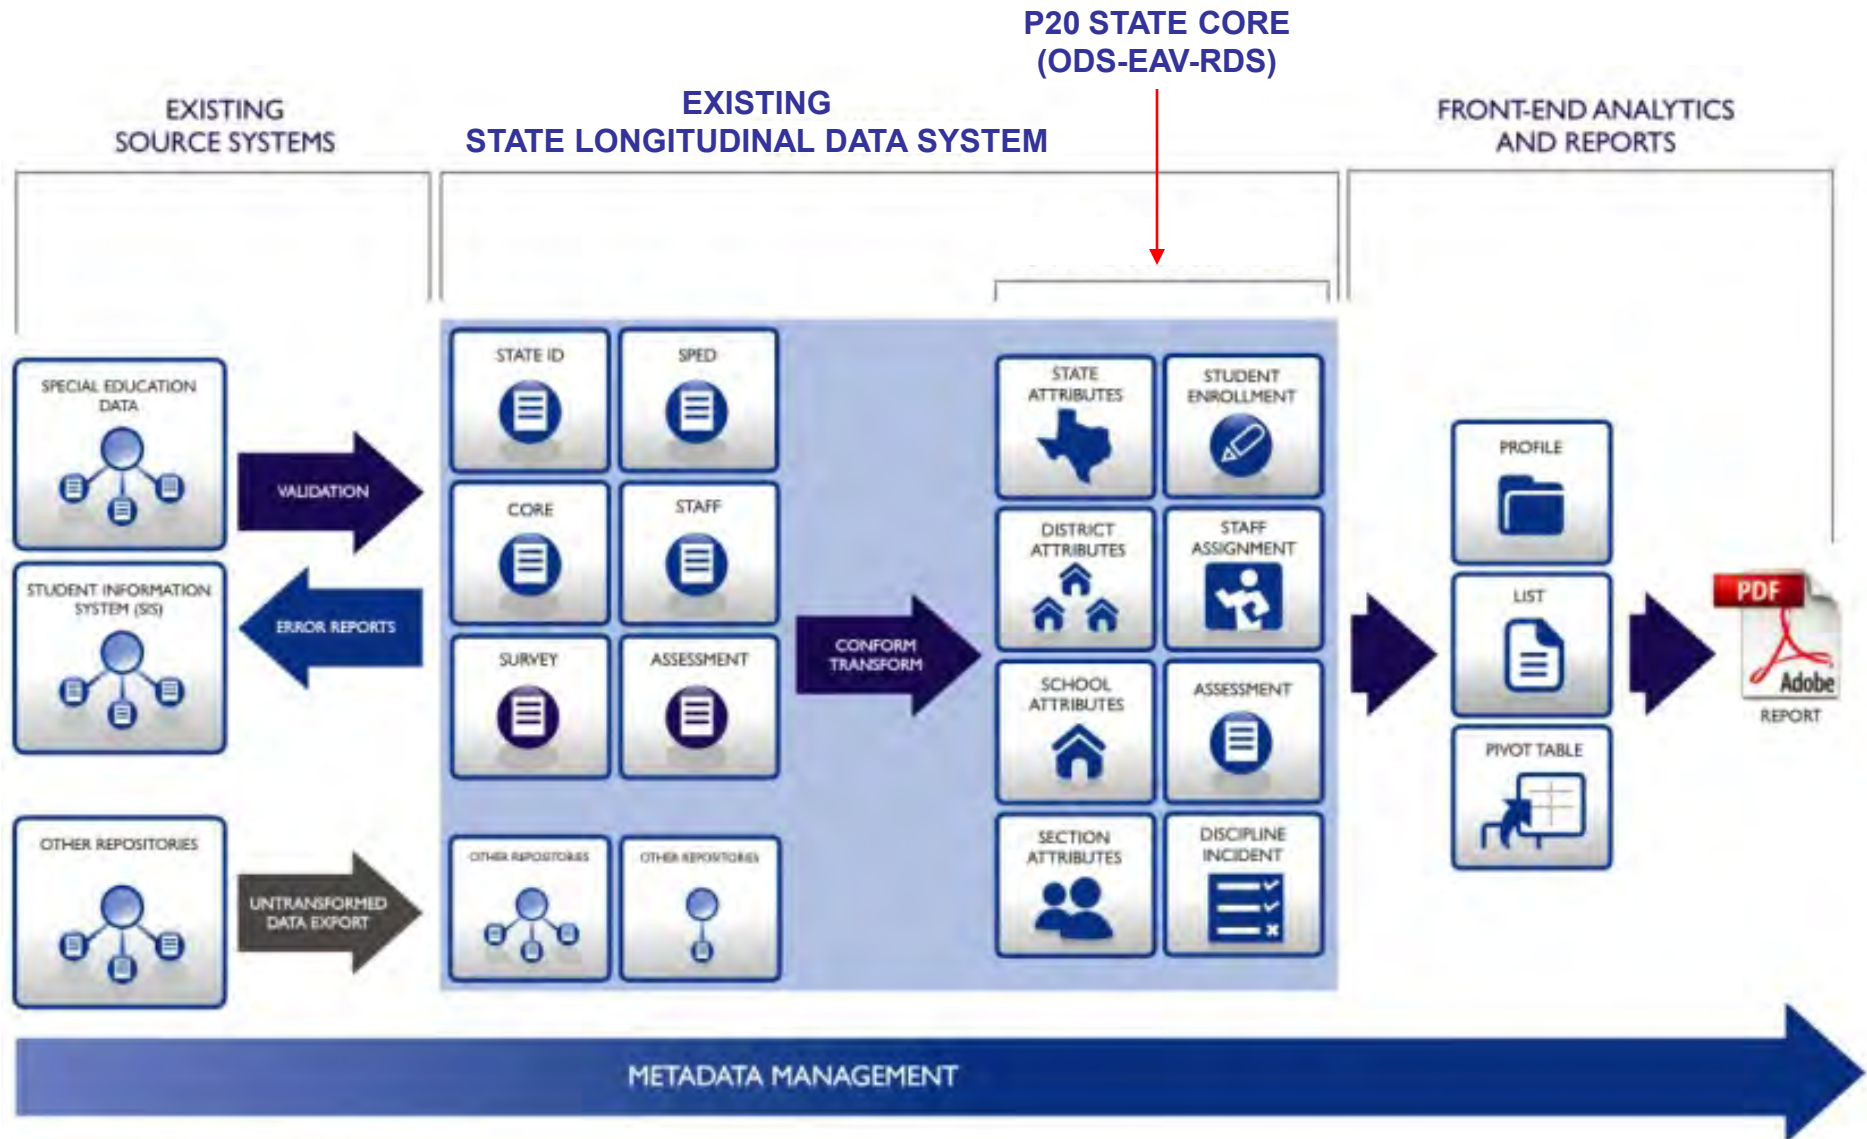 P20 STATE CORE
(ODS-EAV-RDS)
EXISTING
SOURCE SYSTEMS
EXISTING
STATE LONGITUDINAL DATA SYSTEM
FRONT-END ANALYTICS
AND REPORTS
SPECIAL EDUCATION
DATA
STUDENT INFORMATION
SYSTEM (SIS)
OTHER REPOSITORIES
VALIDATION
ERROR REPORTS
UNTRANSFORMED
DATA EXPORT
STATE ID
SPED
CORE
STAFF
SURVEY
ASSESSMENT
OTHER REPOSITORIES
OTHER REPOSITORIES
CONFORM
TRANSFORM
STATE
ATTRIBUTES
STUDENT
ENROLLMENT
DISTRICT
ATTRIBUTES
STAFF
ASSIGNMENT
SCHOOL
ATTRIBUTES
ASSESSMENT
SECTION
ATTRIBUTES
DISCIPLINE
INCIDENT
PROFILE
LIST
PIVOT TABLE
PDF
Adobe
REPORT
METADATA MANAGEMENT